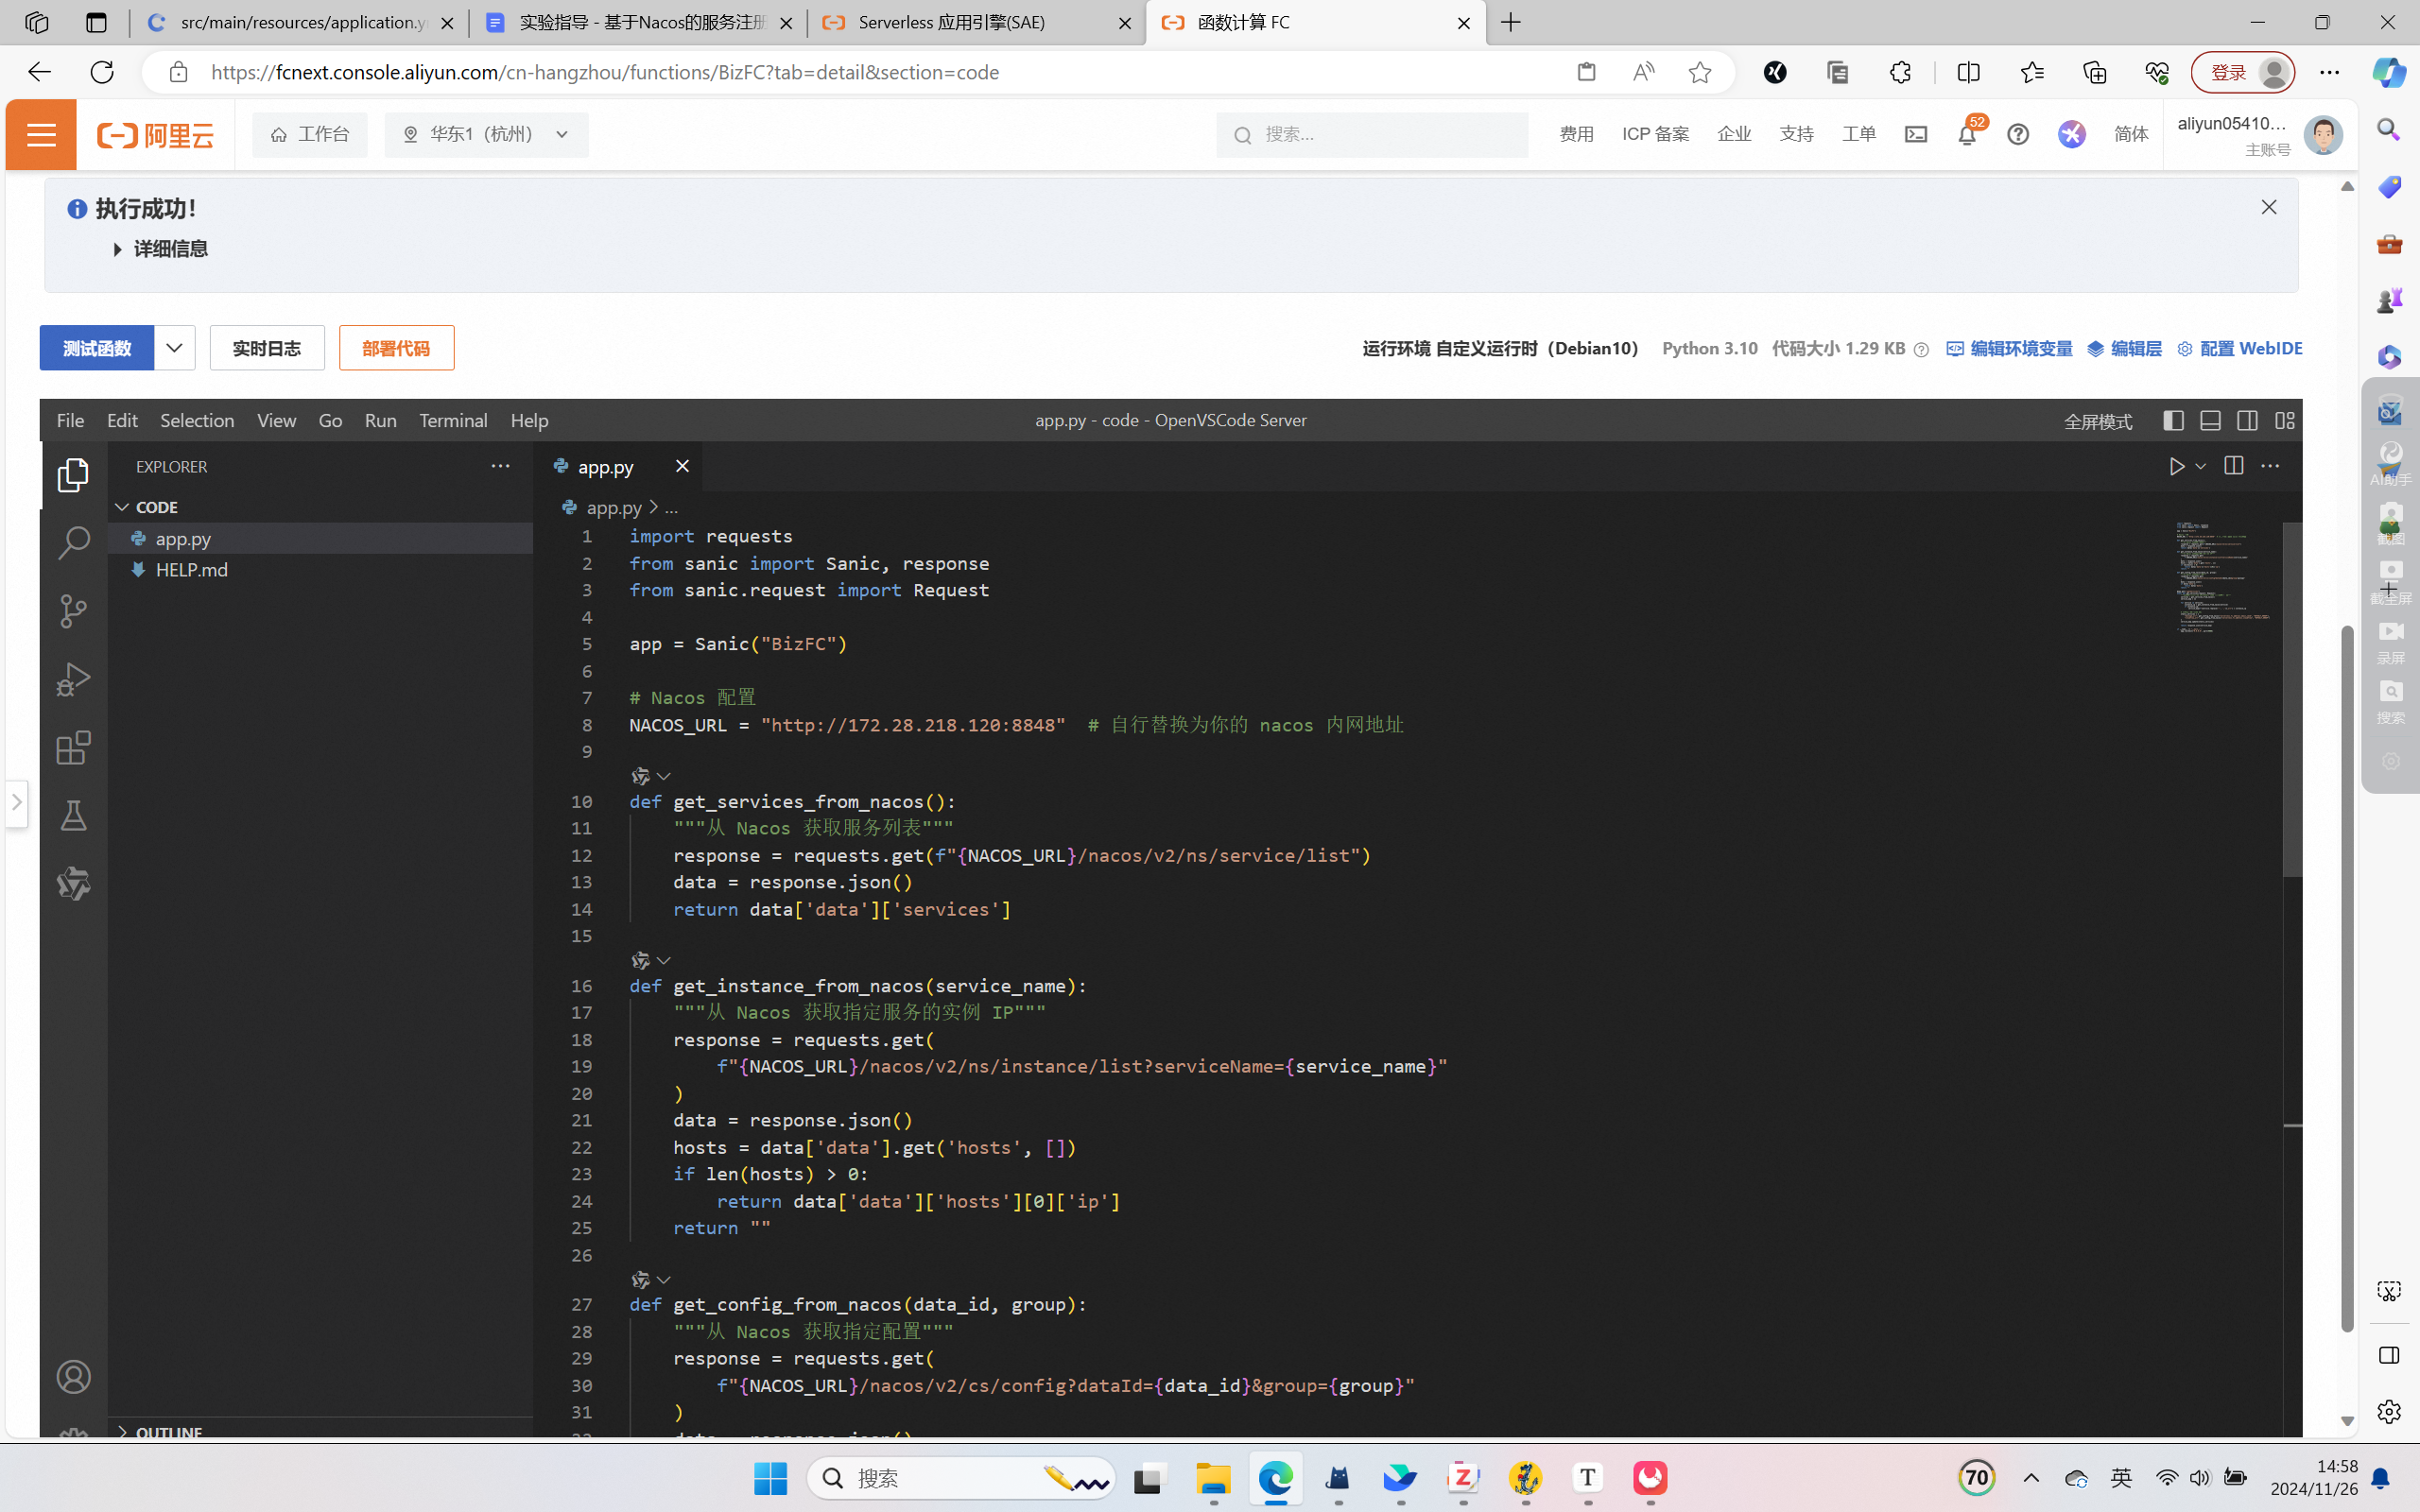 src/main/resources/application.y
实验指导 - 基于Nacos的服务注册
Serverless 应用引擎(SAE)
函数计算 FC
https://fcnext.console.aliyun.com/cn-hangzhou/functions/BizFC?tab=detail&section=code
登录
阿里云
工作台
华东1（杭州）
搜索...
费用
ICP 备案
企业
支持
工单
52
简体
aliyun05410...
主账号
执行成功！
详细信息
测试函数
实时日志
部署代码
运行环境 自定义运行时（Debian10）
Python 3.10
代码大小 1.29 KB
编辑环境变量
编辑层
配置 WebIDE
File Edit Selection View Go Run Terminal Help
app.py - code - OpenVSCode Server
全屏模式
EXPLORER
CODE
app.py
HELP.md
OUTLINE
app.py
app.py > ...
1 import requests
2 from sanic import Sanic, response
3 from sanic.request import Request
4
5 app = Sanic("BizFC")
6
7 # Nacos 配置
8 NACOS_URL = "http://172.28.218.120:8848"  # 自行替换为你的 nacos 内网地址
9
10 def get_services_from_nacos():
11     """从 Nacos 获取服务列表"""
12     response = requests.get(f"{NACOS_URL}/nacos/v2/ns/service/list")
13     data = response.json()
14     return data['data']['services']
15
16 def get_instance_from_nacos(service_name):
17     """从 Nacos 获取指定服务的实例 IP"""
18     response = requests.get(
19         f"{NACOS_URL}/nacos/v2/ns/instance/list?serviceName={service_name}"
20     )
21     data = response.json()
22     hosts = data['data'].get('hosts', [])
23     if len(hosts) > 0:
24         return data['data']['hosts'][0]['ip']
25     return ""
26
27 def get_config_from_nacos(data_id, group):
28     """从 Nacos 获取指定配置"""
29     response = requests.get(
30         f"{NACOS_URL}/nacos/v2/cs/config?dataId={data_id}&group={group}"
31     )
AI助手
截图
截全屏
录屏
搜索
搜索
70
英
14:58
2024/11/26